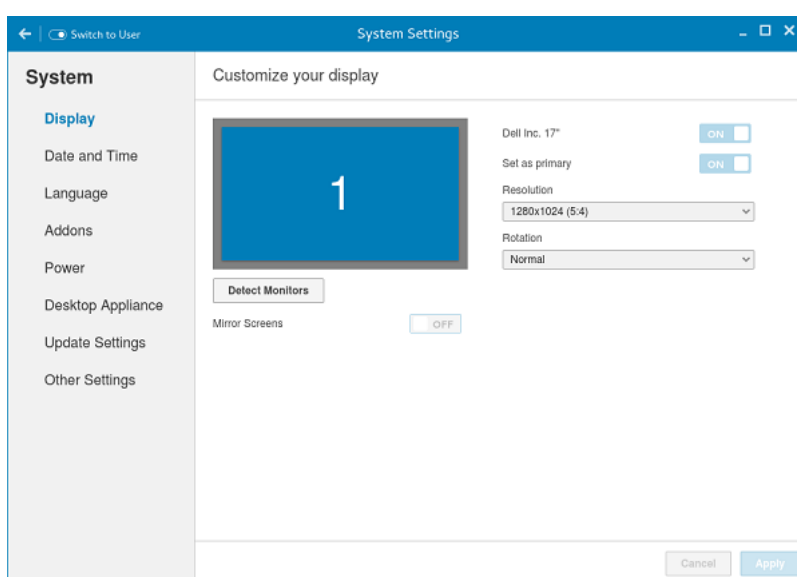 Switch to User
System Settings
System
Customize your display
Display
Date and Time
Language
Addons
Power
Desktop Appliance
Update Settings
Other Settings
1
Detect Monitors
Mirror Screens
OFF
Dell Inc. 17"
ON
Set as primary
ON
Resolution
1280x1024 (5:4)
Rotation
Normal
Cancel
Apply